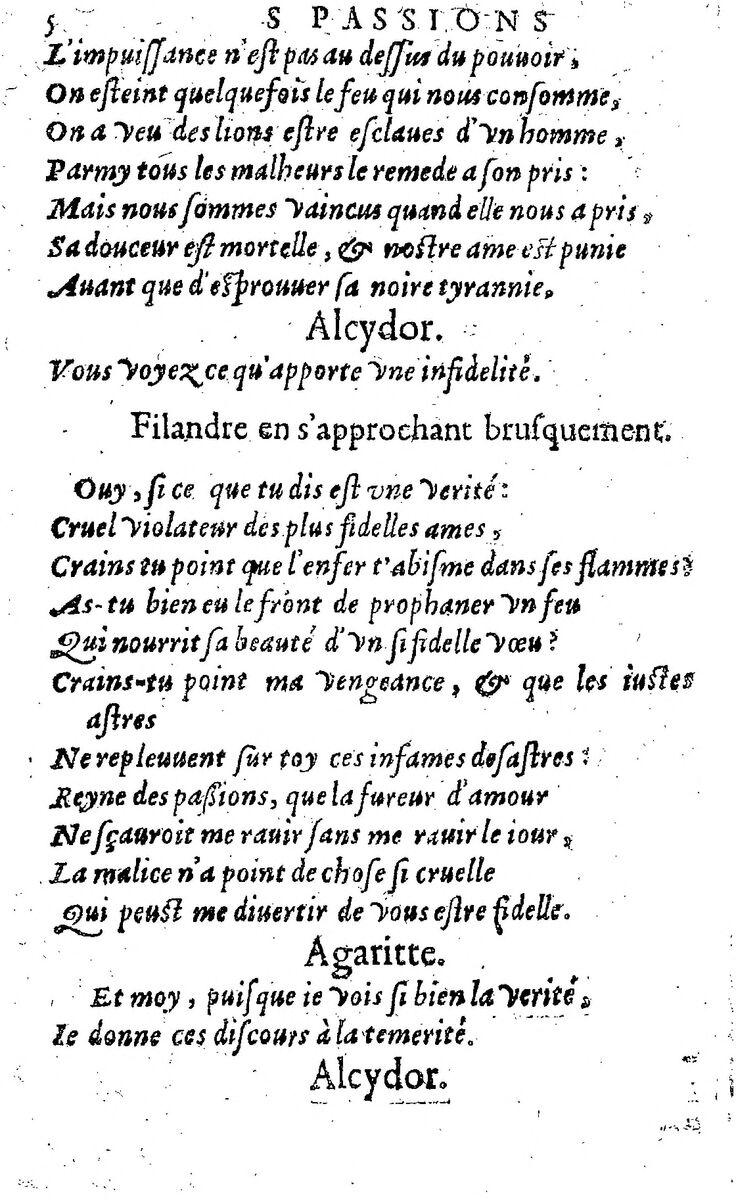 5 S PASSIONS
L'impuiſſance n'eſt pas au deſſus du pouuoir,
On eſteint quelquefois le feu qui nous conſomme,
On a veu des lions eſtre eſclaues d'vn homme,
Parmy tous les malheurs le remede a ſon pris :
Mais nous ſommes vaincus quand elle nous a pris,
Sa douceur eſt mortelle, & noſtre ame eſt punie
Auant que d'eſprouuer ſa noire tyrannie.
Alcydor.
Vous voyez ce qu'apporte vne infidelité.
Filandre en s'approchant bruſquement.
Ouy, ſi ce que tu dis eſt vne verité :
Cruel violateur des plus fidelles ames,
Crains tu point que l'enfer t'abiſme dans ſes flammes?
As-tu bien eu le front de prophaner vn feu
Qui nourrit ſa beauté d'vn ſi fidelle vœu?
Crains-tu point ma vengeance, & que les iuſtes
aſtres
Ne repleuuent ſur toy ces infames deſaſtres?
Reyne des paſsions, que la fureur d'amour
Ne ſçauroit me rauir ſans me rauir le iour,
La malice n'a point de choſe ſi cruelle
Qui peuſt me diuertir de vous eſtre fidelle.
Agaritte.
Et moy, puiſque ie vois ſi bien la verité,
Ie donne ces diſcours à la temerité.
Alcydor.